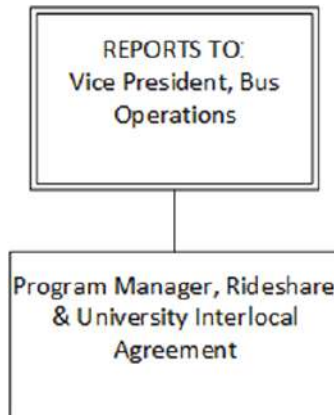 REPORTS TO:
Vice President, Bus
Operations
Program Manager, Rideshare
& University Interlocal
Agreement